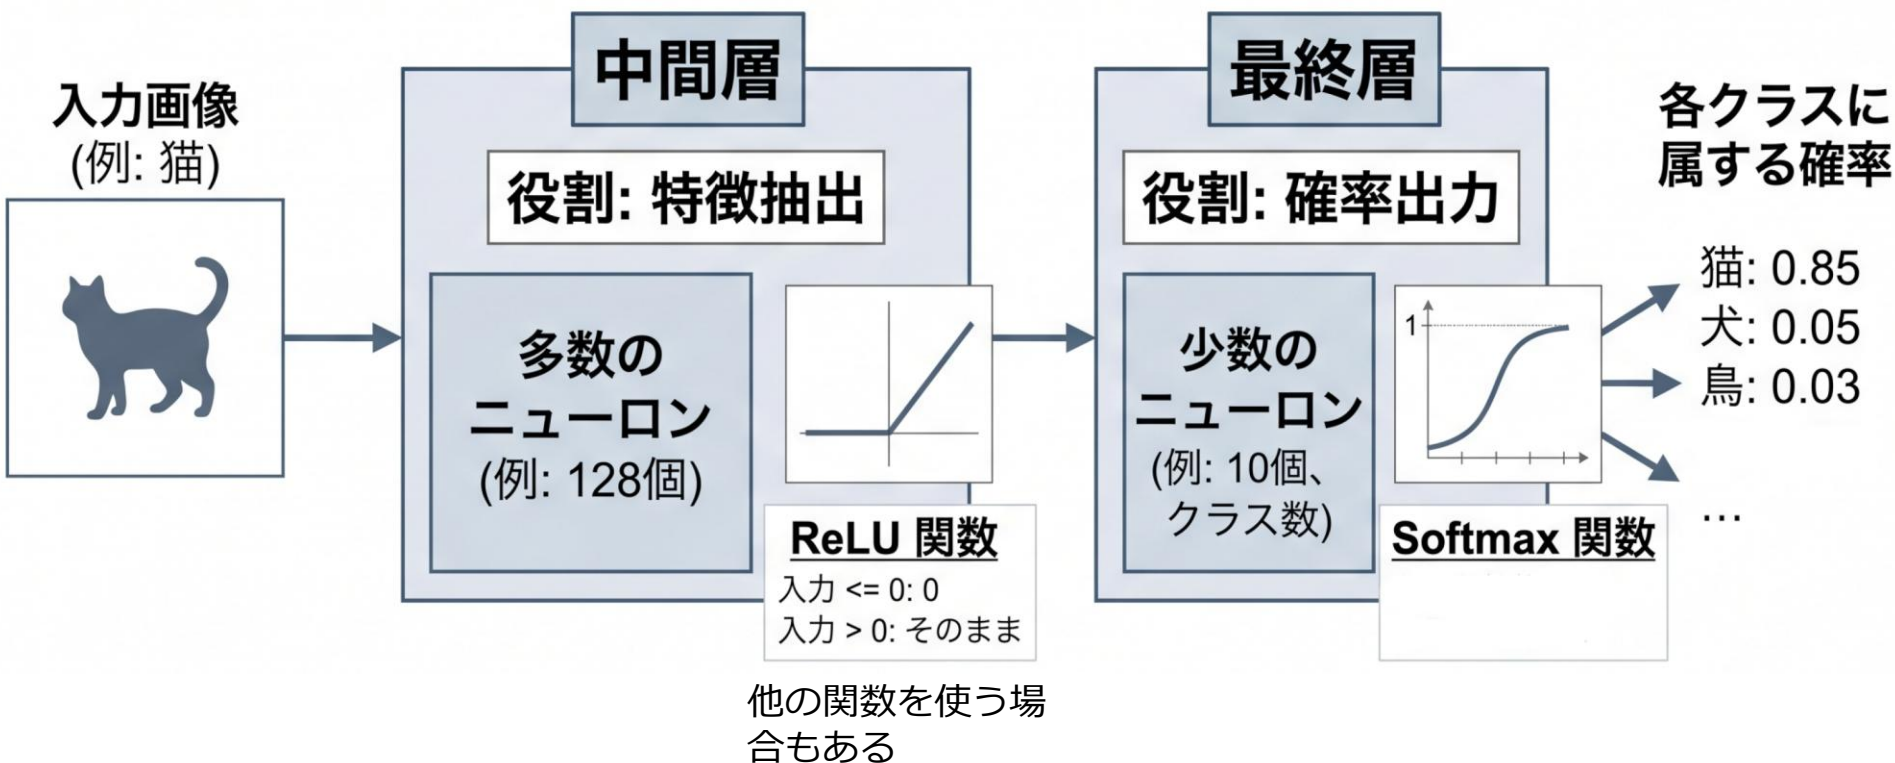 入力画像
(例: 猫)
中間層
役割: 特徴抽出
多数の
ニューロン
(例: 128個)
ReLU 関数
入力 <= 0: 0
入力 > 0: そのまま
他の関数を使う場
合もある
最終層
役割: 確率出力
少数の
ニューロン
(例: 10個、
クラス数)
1
Softmax 関数
各クラスに
属する確率
猫: 0.85
犬: 0.05
鳥: 0.03
…